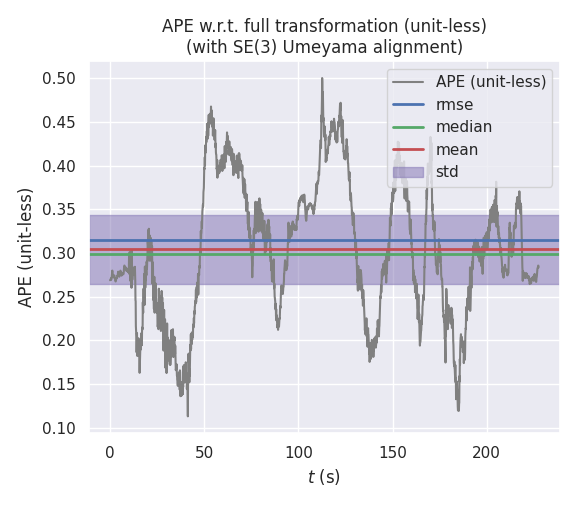 APE w.r.t. full transformation (unit-less)
(with SE(3) Umeyama alignment)
APE (unit-less)
rmse
median
mean
std
APE (unit-less)
0.50
0.45
0.40
0.35
0.30
0.25
0.20
0.15
0.10
0
50
100
150
200
t (s)